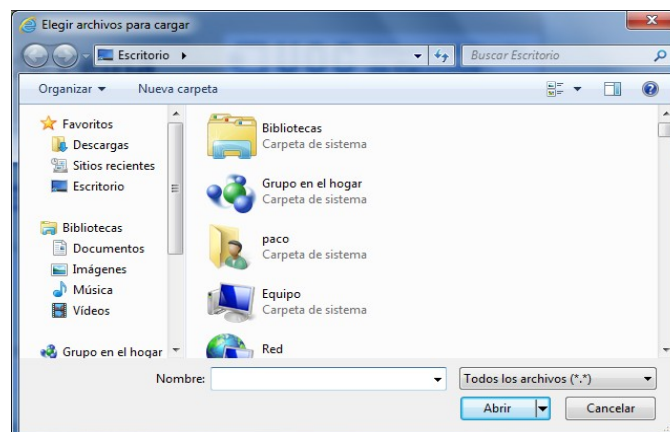 Elegir archivos para cargar
Escritorio
Buscar Escritorio
Organizar
Nueva carpeta
Favoritos
Descargas
Sitios recientes
Escritorio
Bibliotecas
Documentos
Imágenes
Música
Vídeos
Grupo en el hogar
Bibliotecas
Carpeta de sistema
Grupo en el hogar
Carpeta de sistema
paco
Carpeta de sistema
Equipo
Carpeta de sistema
Red
Nombre:
Todos los archivos (*.*)
Abrir
Cancelar